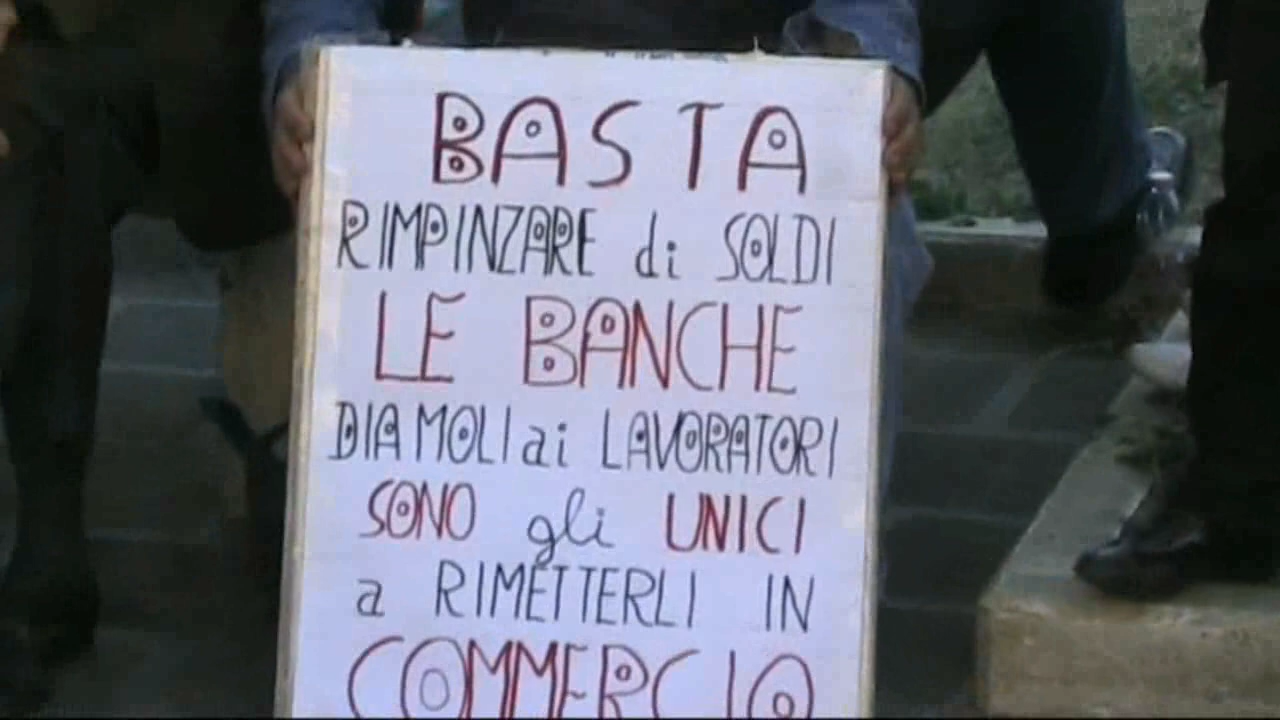 BASTA
RIMPINZARE di SOLDI
LE BANCHE
DIAMOLI ai LAVORATORI
SONO gli UNICI
a RIMETTERLI IN
COMMERCIO